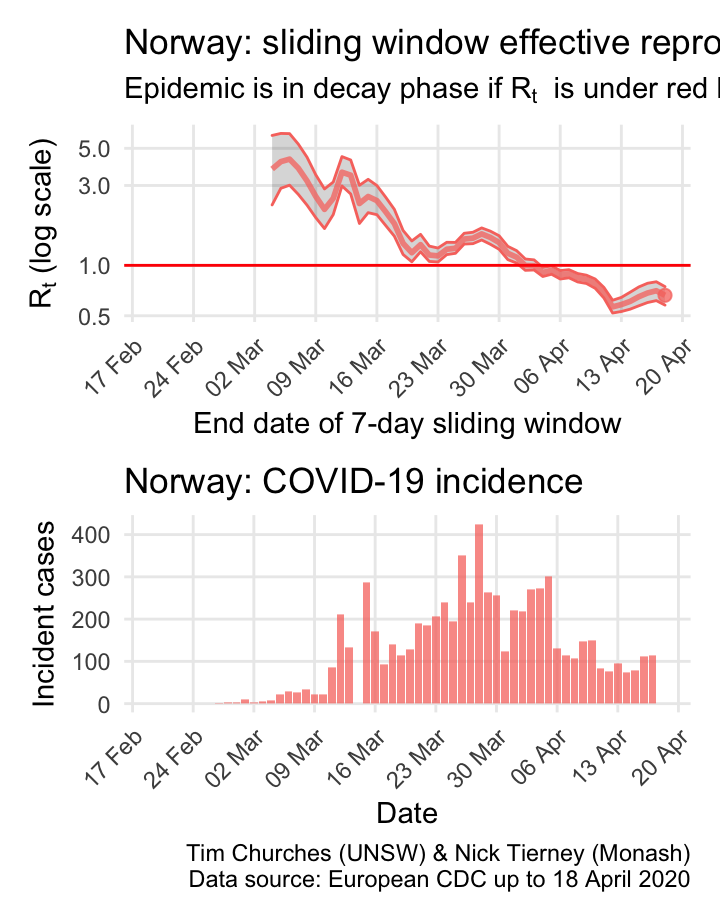 Norway: sliding window effective repro
Epidemic is in decay phase if Rt is under red
Rt (log scale)
5.0
3.0
1.0
0.5
17 Feb
24 Feb
02 Mar
09 Mar
16 Mar
23 Mar
30 Mar
06 Apr
13 Apr
20 Apr
End date of 7-day sliding window
Norway: COVID-19 incidence
Incident cases
400
300
200
100
0
17 Feb
24 Feb
02 Mar
09 Mar
16 Mar
23 Mar
30 Mar
06 Apr
13 Apr
20 Apr
Date
Tim Churches (UNSW) & Nick Tierney (Monash)
Data source: European CDC up to 18 April 2020